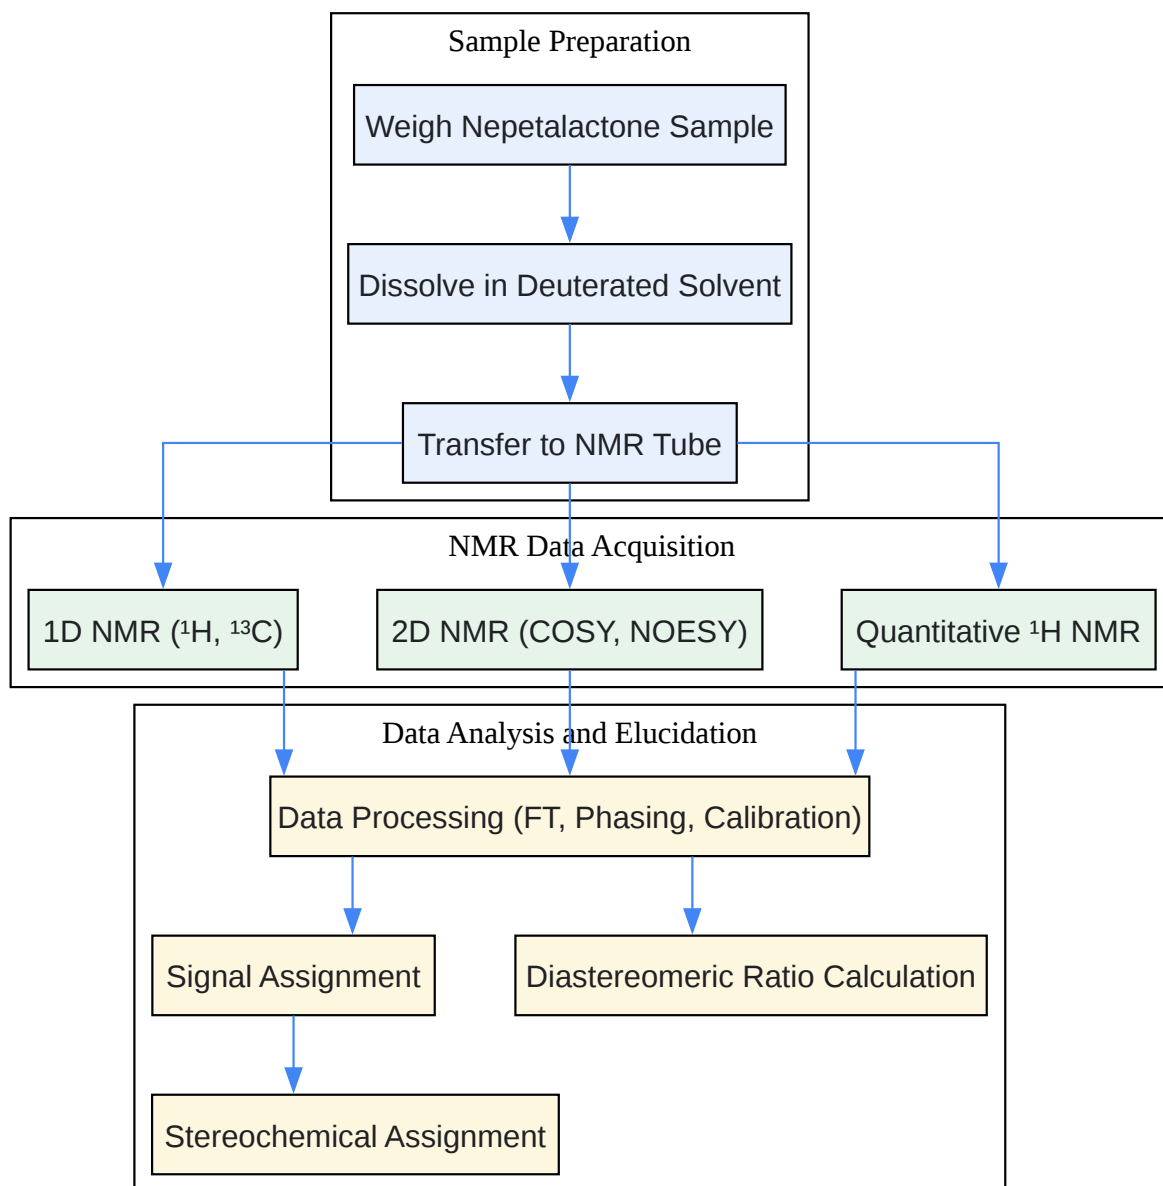 Sample Preparation
Weigh Nepetalactone Sample
Dissolve in Deuterated Solvent
Transfer to NMR Tube
NMR Data Acquisition
1D NMR (¹H, ¹³C)
2D NMR (COSY, NOESY)
Quantitative ¹H NMR
Data Analysis and Elucidation
Data Processing (FT, Phasing, Calibration)
Signal Assignment
Diastereomeric Ratio Calculation
Stereochemical Assignment